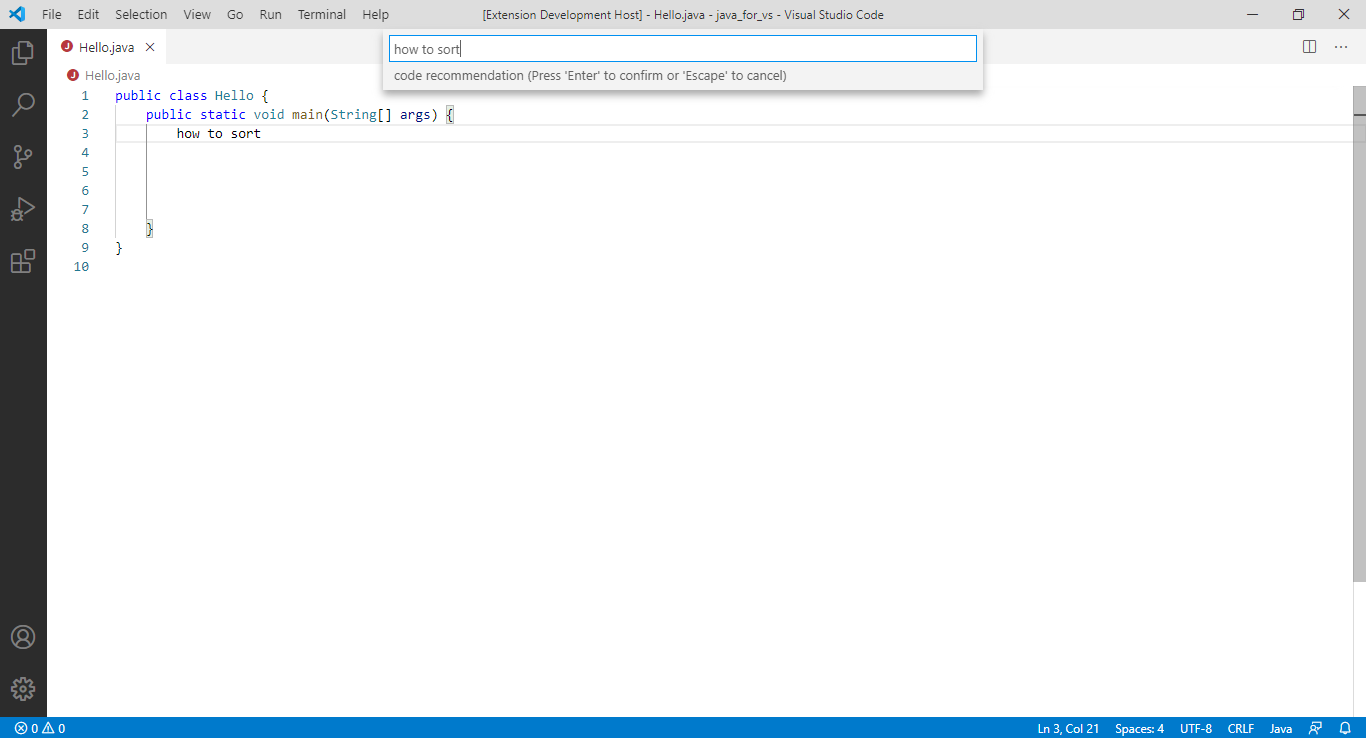 File Edit Selection View Go Run Terminal Help [Extension Development Host] - Hello.java - java_for_vs - Visual Studio Code
J Hello.java
how to sort
code recommendation (Press 'Enter' to confirm or 'Escape' to cancel)
J Hello.java
1 public class Hello {
2 public static void main(String[] args) {
3 how to sort
4
5
6
7
8 }
9 }
10
0 0 Ln 3, Col 21 Spaces: 4 UTF-8 CRLF Java